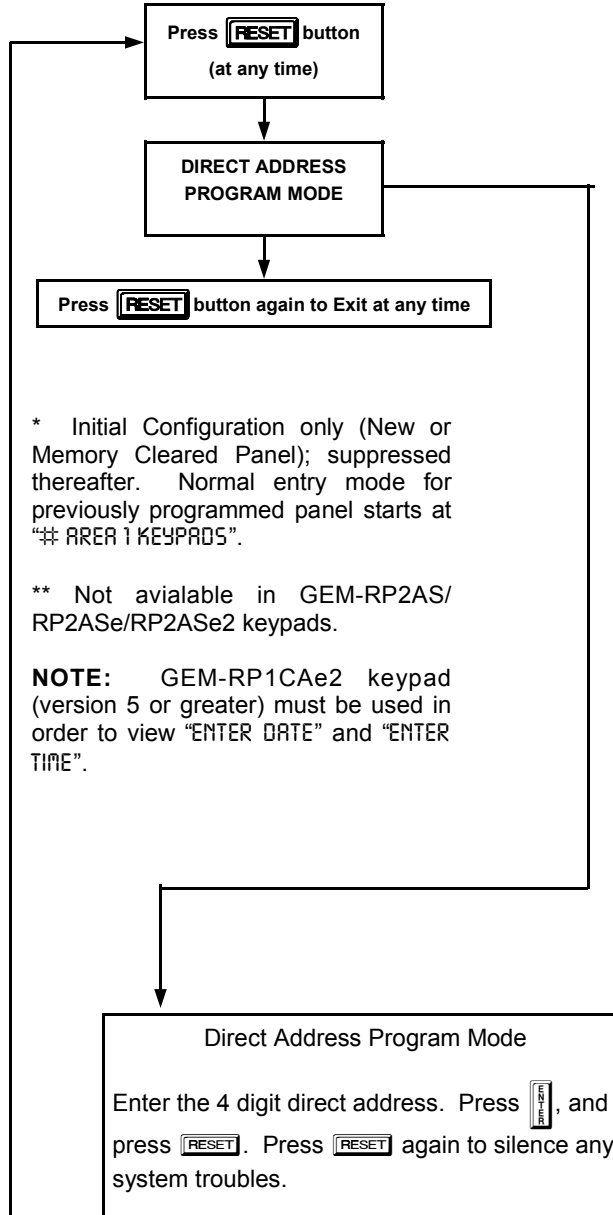 Press RESET button
(at any time)
DIRECT ADDRESS
PROGRAM MODE
Press RESET button again to Exit at any time
* Initial Configuration only (New or
Memory Cleared Panel); suppressed
thereafter. Normal entry mode for
previously programmed panel starts at
“# AREA 1 KEYPADS”.
** Not avialable in GEM-RP2AS/
RP2ASe/RP2ASe2 keypads.
NOTE: GEM-RP1CAe2 keypad
(version 5 or greater) must be used in
order to view “ENTER DATE” and “ENTER
TIME”.
Direct Address Program Mode
Enter the 4 digit direct address. Press ENTER, and
press RESET. Press RESET again to silence any
system troubles.